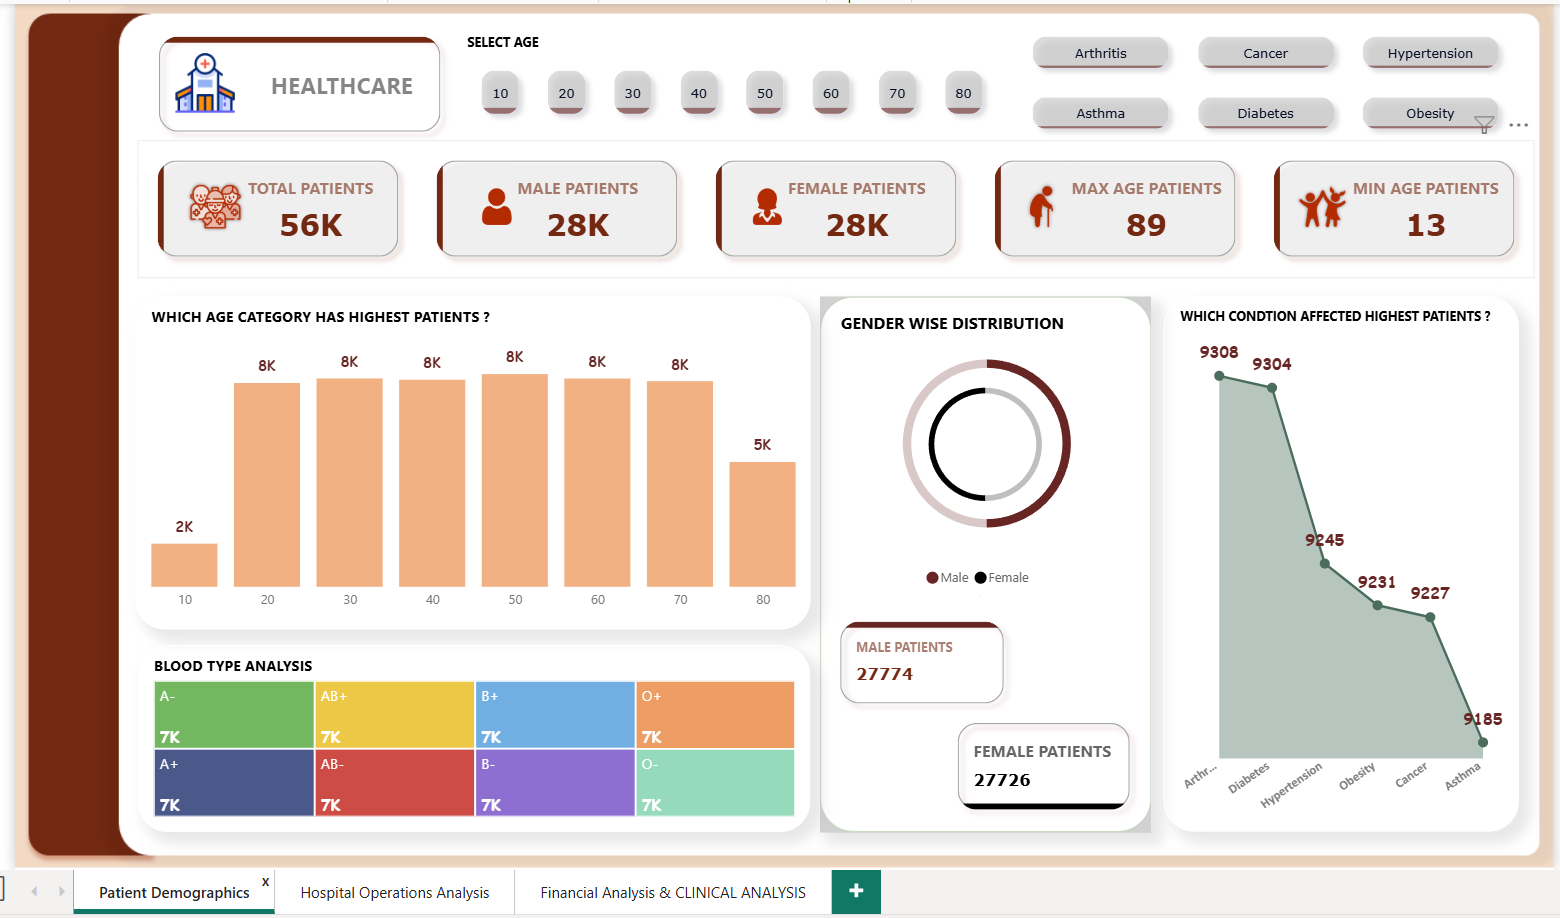 HEALTHCARE
SELECT AGE
10 20 30 40 50 60 70 80
Arthritis Cancer Hypertension
Asthma Diabetes Obesity
TOTAL PATIENTS
56K
MALE PATIENTS
28K
FEMALE PATIENTS
28K
MAX AGE PATIENTS
89
MIN AGE PATIENTS
13
WHICH AGE CATEGORY HAS HIGHEST PATIENTS ?
2K 8K 8K 8K 8K 8K 8K 5K
10 20 30 40 50 60 70 80
BLOOD TYPE ANALYSIS
A- AB+ B+ O+
7K 7K 7K 7K
A+ AB- B- O-
7K 7K 7K 7K
GENDER WISE DISTRIBUTION
Male Female
MALE PATIENTS
27774
FEMALE PATIENTS
27726
WHICH CONDTION AFFECTED HIGHEST PATIENTS ?
9308 9304 9245 9231 9227 9185
Arthr... Diabetes Hypertension Obesity Cancer Asthma
Patient Demographics x Hospital Operations Analysis Financial Analysis & CLINICAL ANALYSIS +